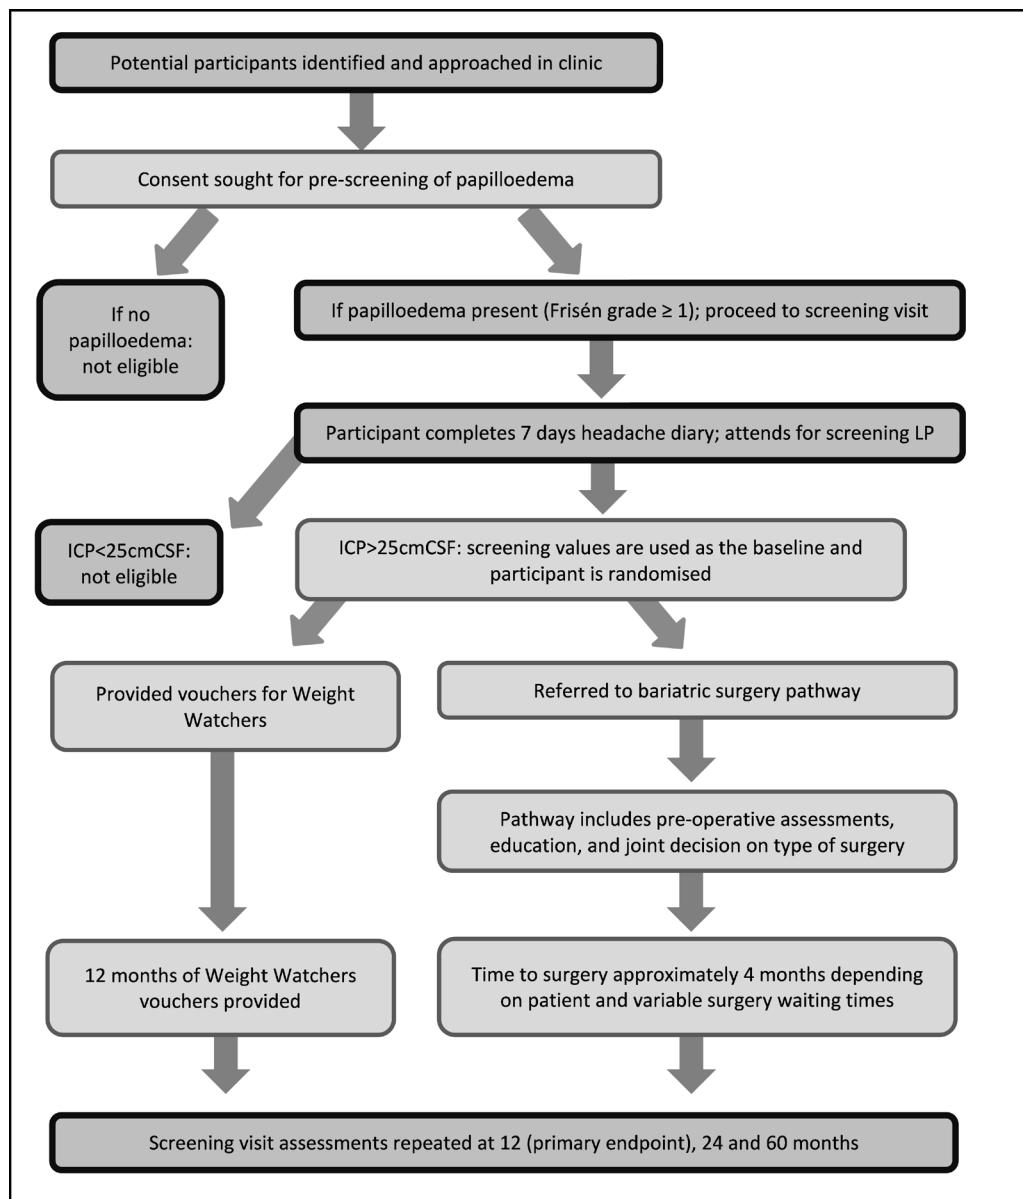 Potential participants identified and approached in clinic
Consent sought for pre-screening of papilloedema
If no
papilloedema:
not eligible
If papilloedema present (Frisén grade ≥ 1); proceed to screening visit
Participant completes 7 days headache diary; attends for screening LP
ICP<25cmCSF:
not eligible
ICP>25cmCSF: screening values are used as the baseline and
participant is randomised
Provided vouchers for Weight
Watchers
Referred to bariatric surgery pathway
Pathway includes pre-operative assessments,
education, and joint decision on type of surgery
12 months of Weight Watchers
vouchers provided
Time to surgery approximately 4 months depending
on patient and variable surgery waiting times
Screening visit assessments repeated at 12 (primary endpoint), 24 and 60 months